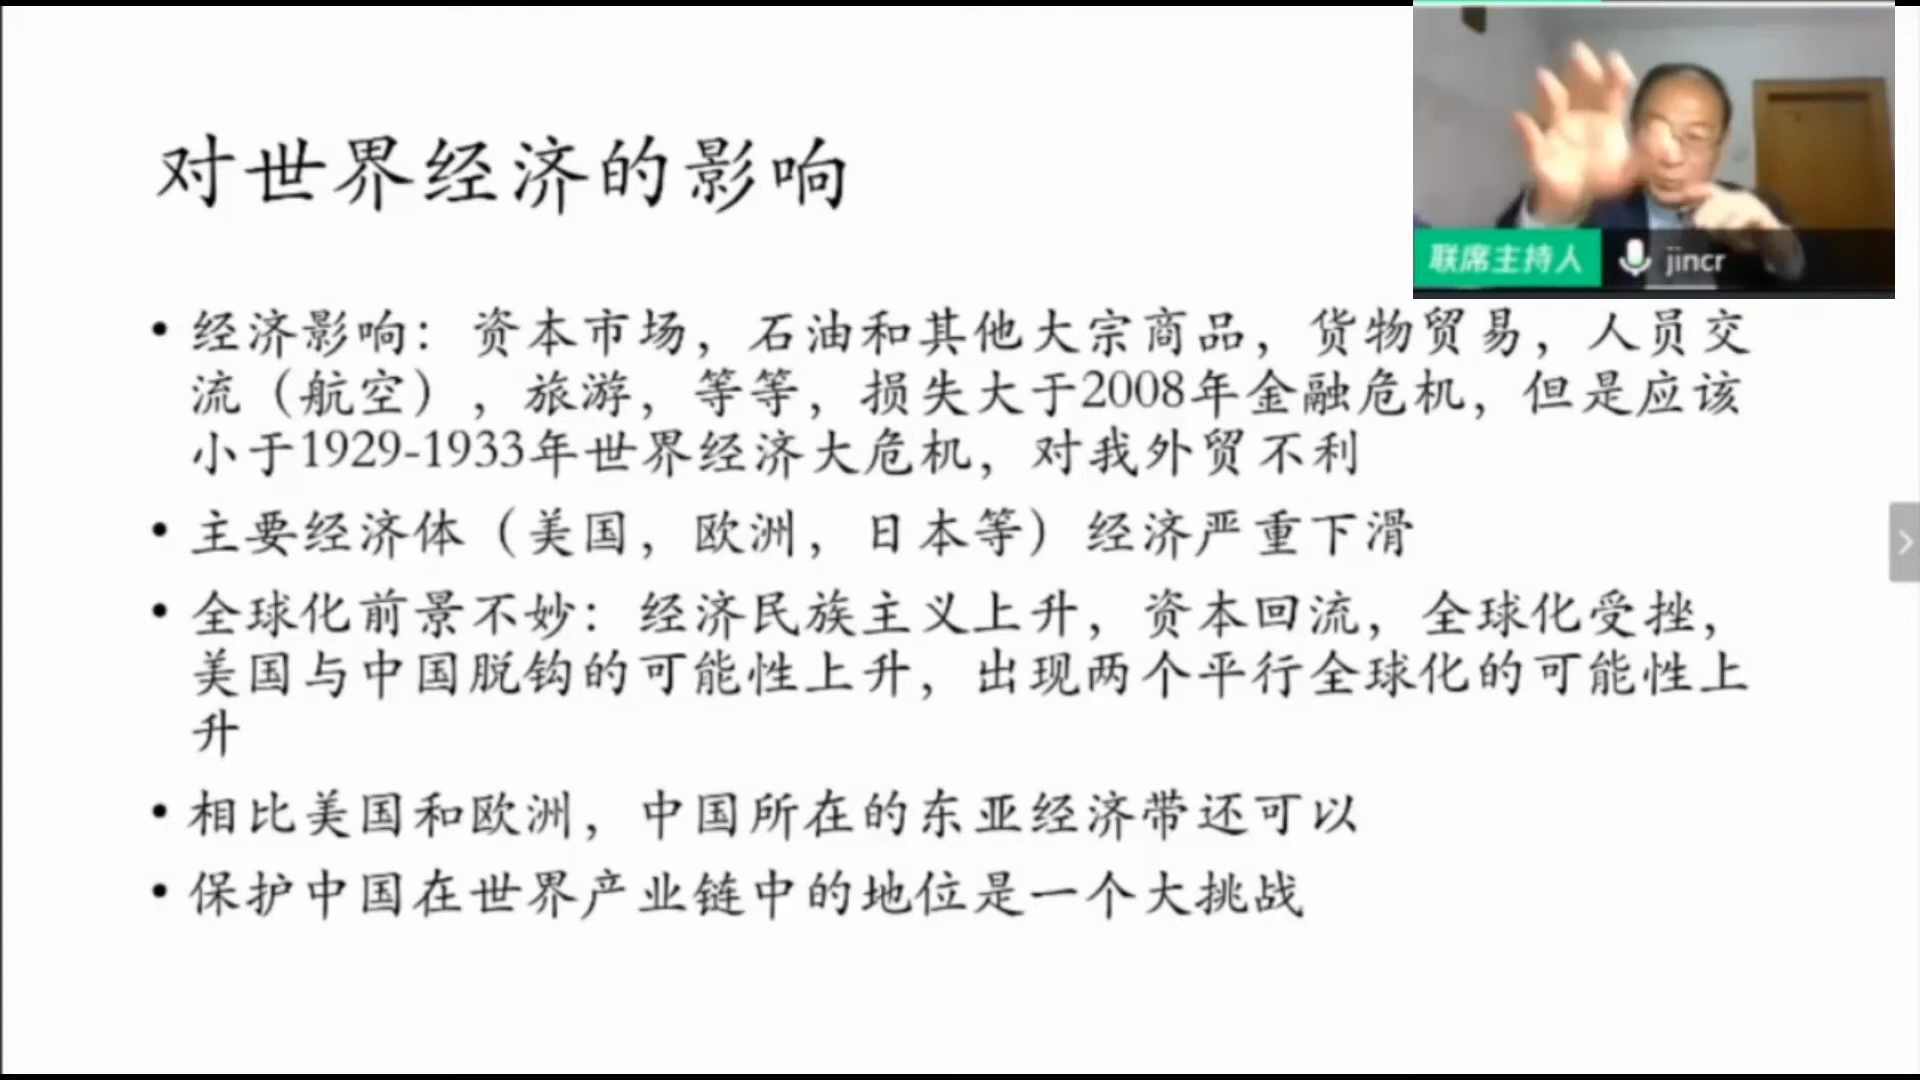 对世界经济的影响
联席主持人 jincr
• 经济影响：资本市场，石油和其他大宗商品，货物贸易，人员交
流（航空），旅游，等等，损失大于2008年金融危机，但是应该
小于1929-1933年世界经济大危机，对我外贸不利
• 主要经济体（美国，欧洲，日本等）经济严重下滑
• 全球化前景不妙：经济民族主义上升，资本回流，全球化受挫，
美国与中国脱钩的可能性上升，出现两个平行全球化的可能性上
升
• 相比美国和欧洲，中国所在的东亚经济带还可以
• 保护中国在世界产业链中的地位是一个大挑战